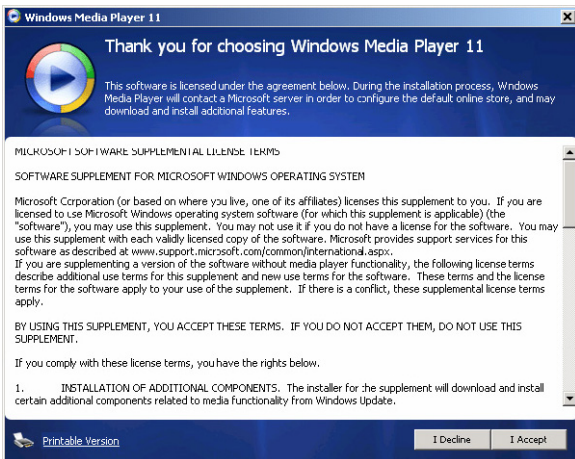 Windows Media Player 11
Thank you for choosing Windows Media Player 11
This software is licensed under the agreement below. During the installation process, Windows
Media Player will contact a Microsoft server in order to configure the default online store, and may
download and install additional features.
MICROSOFT SOFTWARE SUPPLEMENTAL LICENSE TERMS
SOFTWARE SUPPLEMENT FOR MICROSOFT WINDOWS OPERATING SYSTEM
Microsoft Corporation (or based on where you live, one of its affiliates) licenses this supplement to you. If you are
licensed to use Microsoft Windows operating system software (for which this supplement is applicable) (the
"software"), you may use this supplement. You may not use it if you do not have a license for the software. You may
use this supplement with each validly licensed copy of the software. Microsoft provides support services for this
software as described at www.support.microsoft.com/common/international.aspx.
If you are supplementing a version of the software without media player functionality, the following license terms
describe additional use terms for this supplement and new use terms for the software. These terms and the license
terms for the software apply to your use of the supplement. If there is a conflict, these supplemental license terms
apply.
BY USING THIS SUPPLEMENT, YOU ACCEPT THESE TERMS. IF YOU DO NOT ACCEPT THEM, DO NOT USE THIS
SUPPLEMENT.
If you comply with these license terms, you have the rights below.
1. INSTALLATION OF ADDITIONAL COMPONENTS. The installer for the supplement will download and install
certain additional components related to media functionality from Windows Update.
Printable Version
I Decline
I Accept